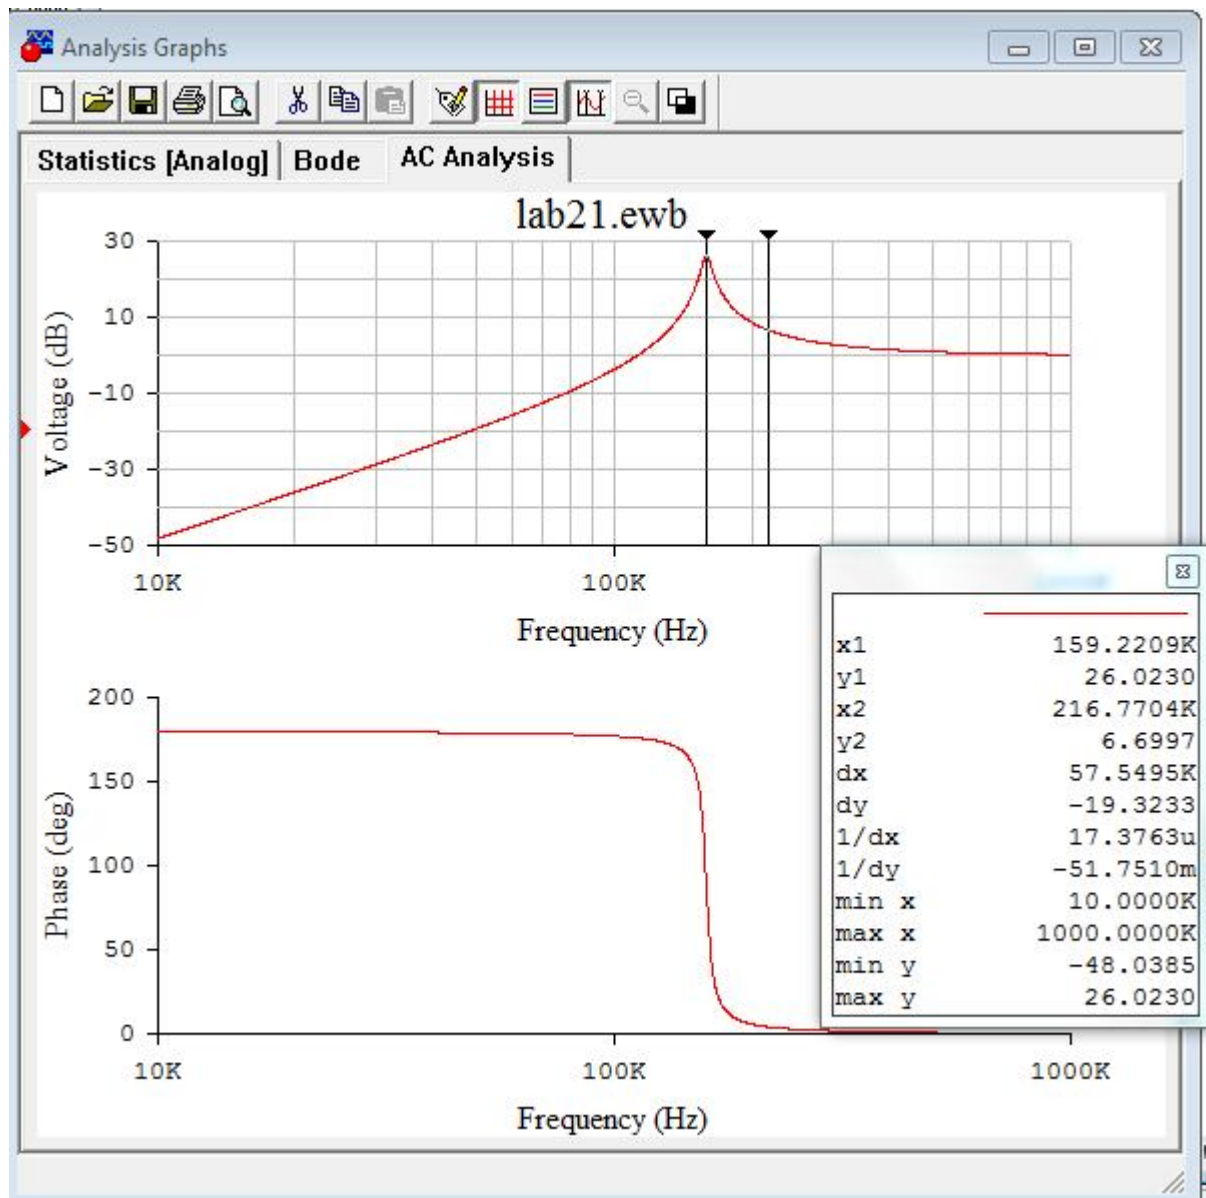 Analysis Graphs
Statistics [Analog] Bode AC Analysis
lab21.ewb
30
10
-10
-30
-50
Voltage (dB)
10K 100K
Frequency (Hz)
x1 159.2209K
y1 26.0230
x2 216.7704K
y2 6.6997
dx 57.5495K
dy -19.3233
1/dx 17.3763u
1/dy -51.7510m
min x 10.0000K
max x 1000.0000K
min y -48.0385
max y 26.0230
200
150
100
50
0
Phase (deg)
10K 100K 1000K
Frequency (Hz)